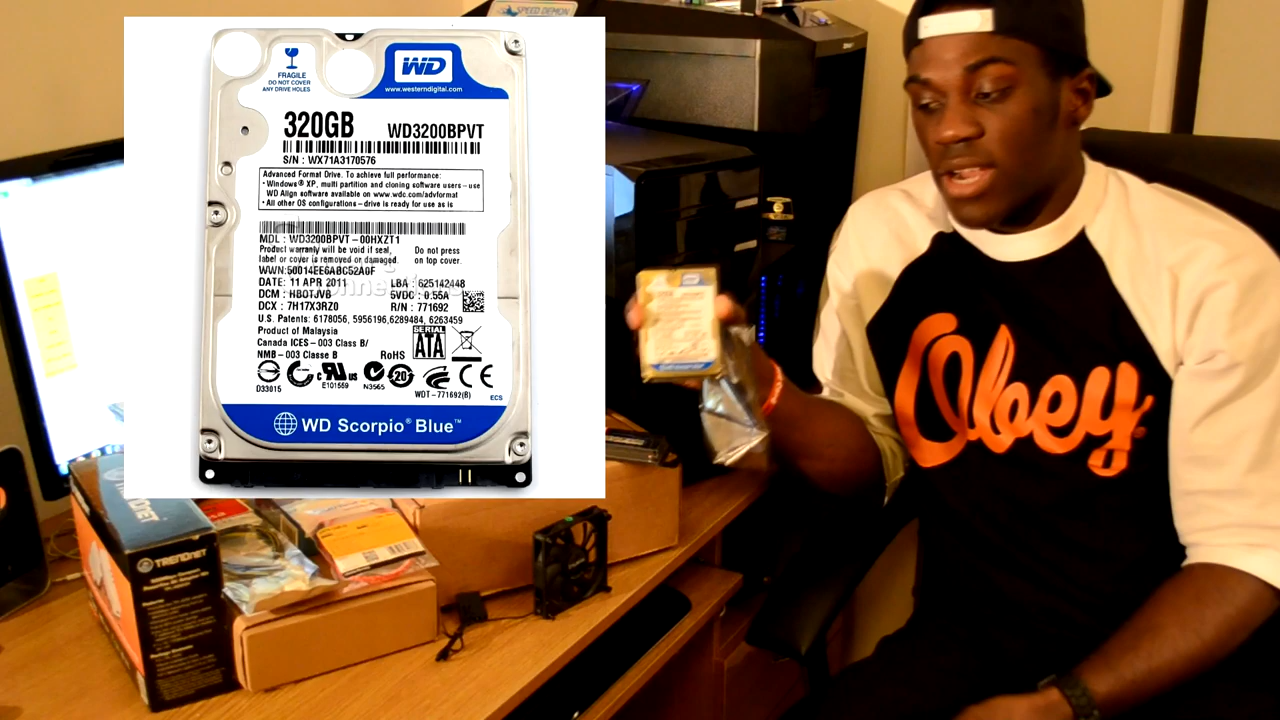 SPEED DEMON
FRAGILE
DO NOT COVER
ANY DRIVE HOLES
WD
www.westerndigital.com
320GB WD3200BPVT
S/N : WX71A3170576
Advanced Format Drive. To achieve full performance:
• Windows® XP, multi partition and cloning software users – use
WD Align software available on www.wdc.com/advformat
• All other OS configurations – drive is ready for use as is
MDL : WD3200BPVT – 00HXZT1
Product warranty will be void if seal,
label or cover is removed or damaged.
Do not press
on top cover.
WWN:50014EE6ABC52A0F
DATE: 11 APR 2011 LBA : 625142448
DCM : HBOTJVB 5VDC : 0.55A
DCX : 7H17X3RZ0 R/N : 771692
U.S. Patents: 6178056, 5956196,6289484, 6263459
Product of Malaysia
Canada ICES – 003 Class B/
NMB – 003 Classe B RoHS
SERIAL
ATA
D33015
E101559
N3565
20
WDT – 771692(B)
ECS
WD Scorpio® Blue™
Obey
TRENDNET
TRENDNET